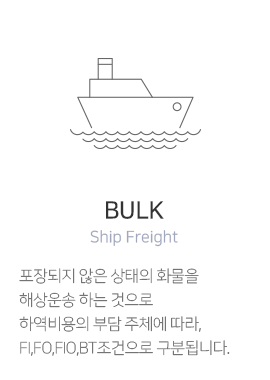 BULK
Ship Freight
포장되지 않은 상태의 화물을
해상운송 하는 것으로
하역비용의 부담 주체에 따라,
FI,FO,FIO,BT조건으로 구분됩니다.